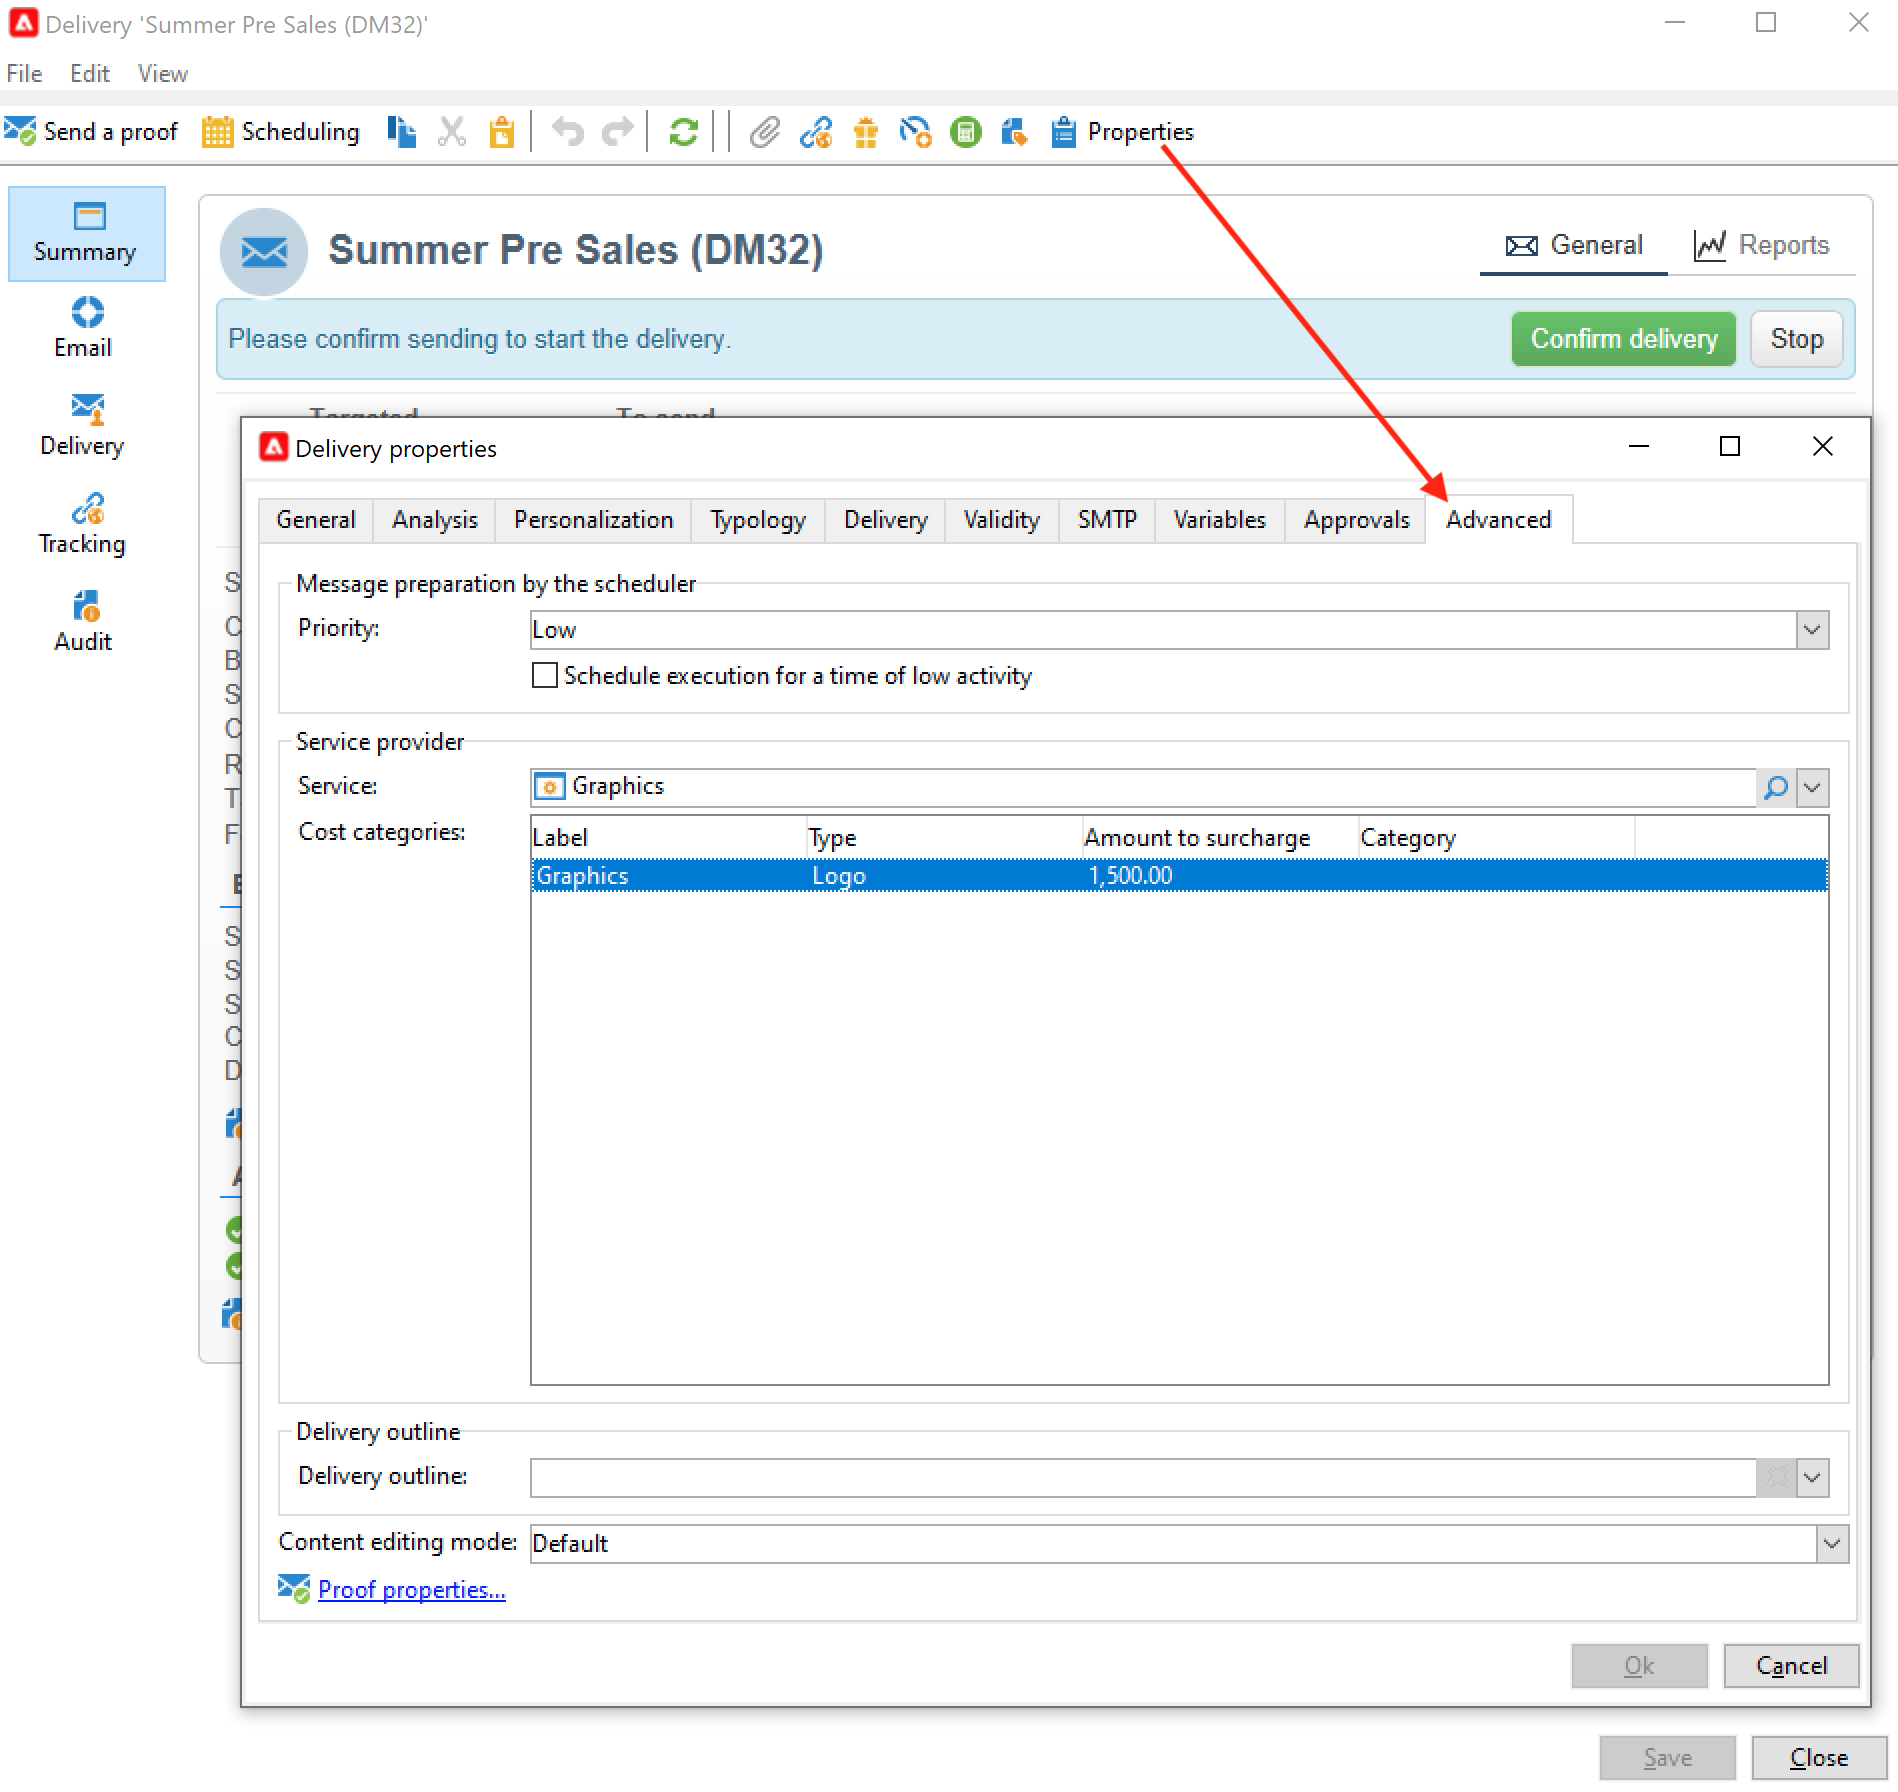 Delivery 'Summer Pre Sales (DM32)'
File Edit View
Send a proof Scheduling Properties
Summary
Email
Delivery
Tracking
Audit
Summer Pre Sales (DM32)
General Reports
Please confirm sending to start the delivery.
Confirm delivery Stop
Targeted To send
Delivery properties
General Analysis Personalization Typology Delivery Validity SMTP Variables Approvals Advanced
Message preparation by the scheduler
Priority: Low
Schedule execution for a time of low activity
Service provider
Service: Graphics
Cost categories:
Label Type Amount to surcharge Category
Graphics Logo 1,500.00
Delivery outline
Delivery outline:
Content editing mode: Default
Proof properties...
Ok Cancel
Save Close